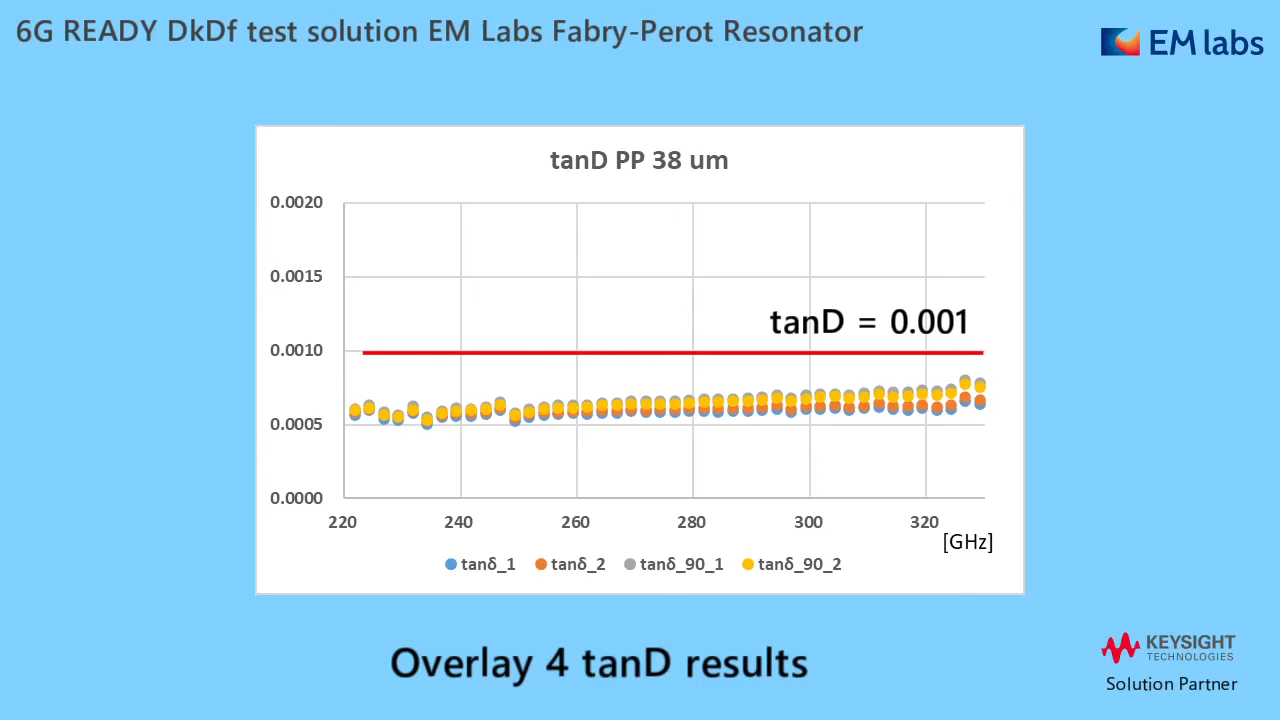 6G READY DkDf test solution EM Labs Fabry-Perot Resonator
EM labs
tanD PP 38 um
0.0020
0.0015
tanD = 0.001
0.0010
0.0005
0.0000
220 240 260 280 300 320
[GHz]
tanδ_1 tanδ_2 tanδ_90_1 tanδ_90_2
Overlay 4 tanD results
KEYSIGHT
TECHNOLOGIES
Solution Partner